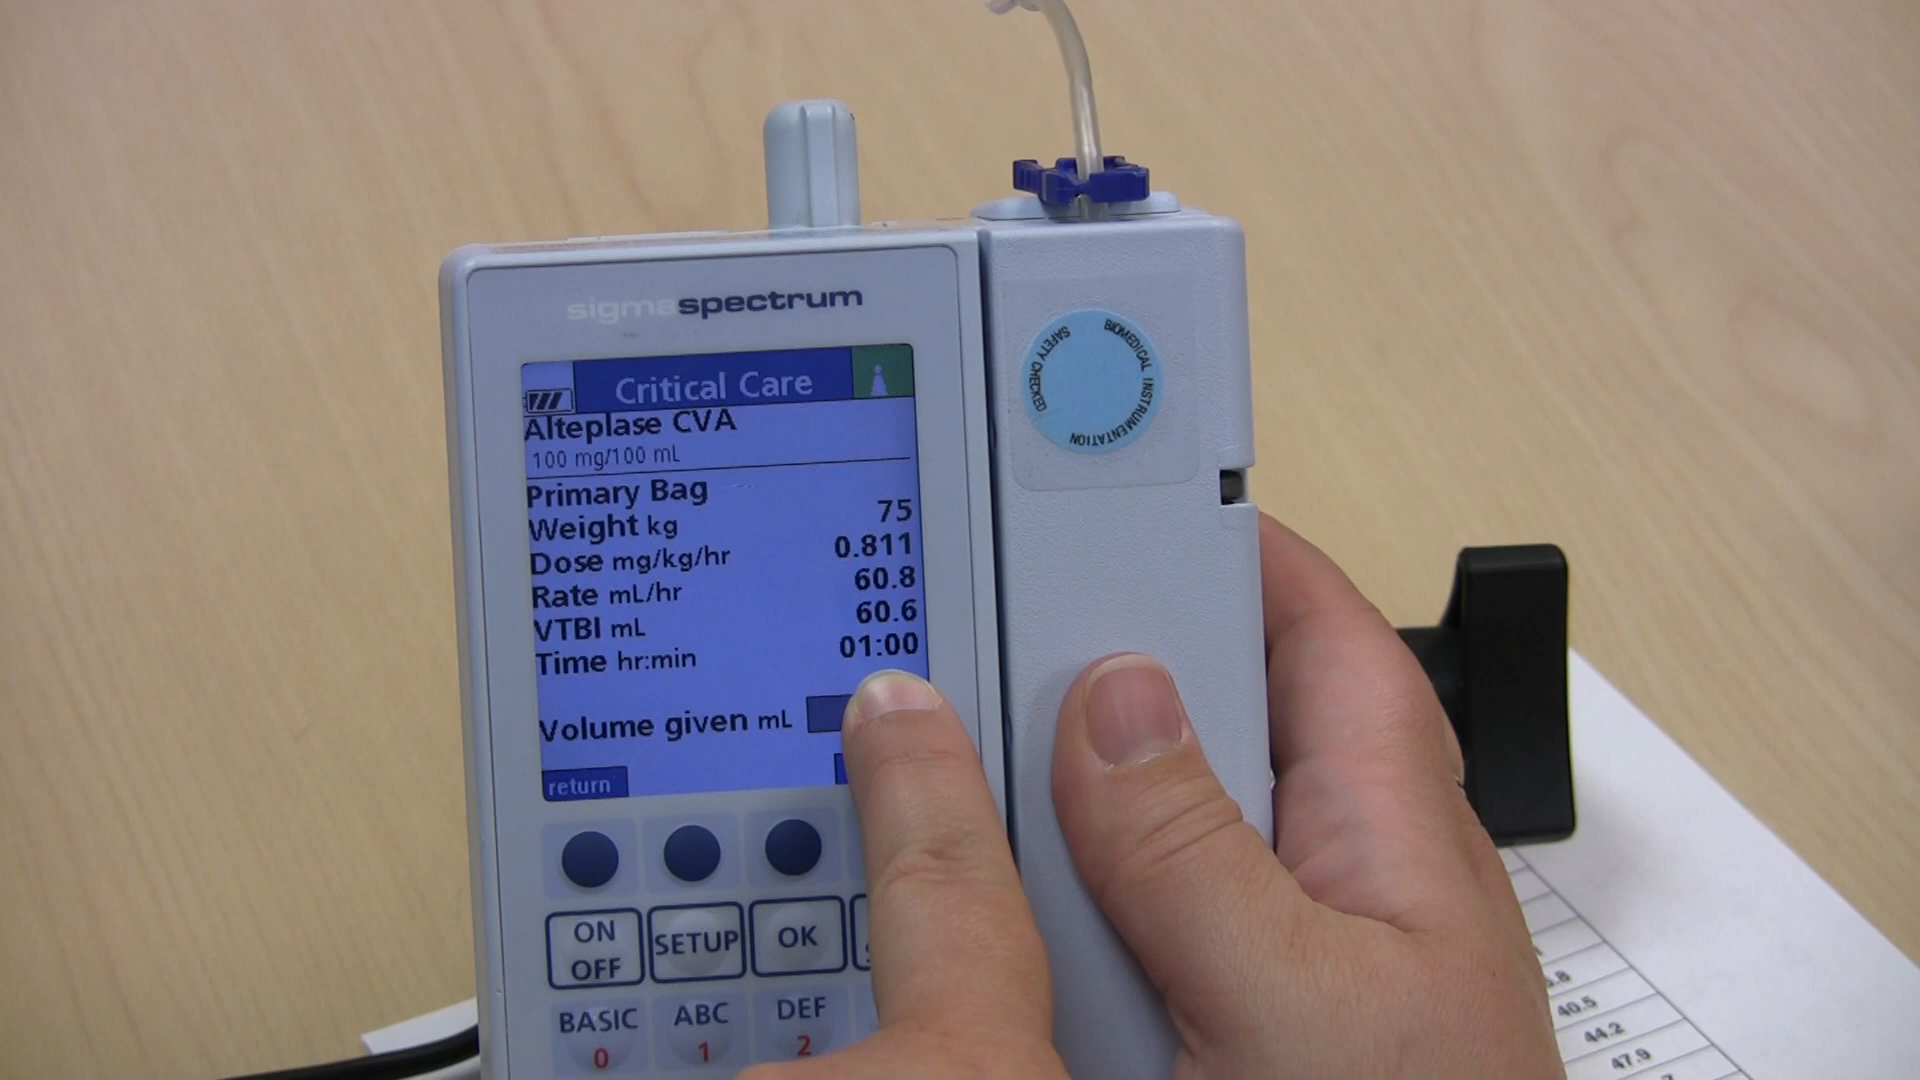 sigmaspectrum
Critical Care
Alteplase CVA
100 mg/100 mL
Primary Bag
Weight kg 75
Dose mg/kg/hr 0.811
Rate mL/hr 60.8
VTBI mL 60.6
Time hr:min 01:00
Volume given mL
return
BIOMEDICAL INSTRUMENTATION
SAFETY CHECKED
ON
OFF
SETUP
OK
BASIC
0
ABC
1
DEF
2
40.5
44.2
47.9